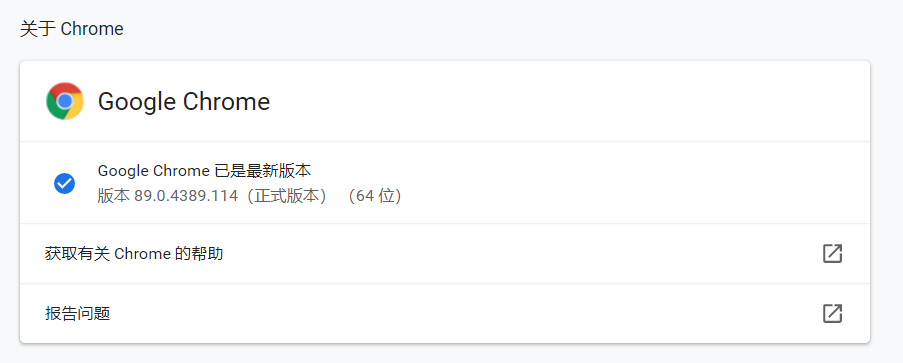 关于 Chrome
Google Chrome
Google Chrome 已是最新版本
版本 89.0.4389.114（正式版本） （64 位）
获取有关 Chrome 的帮助
报告问题